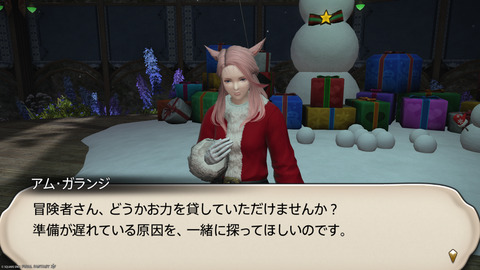 アム・ガランジ
冒険者さん、どうかお力を貸していただけませんか？
準備が遅れている原因を、一緒に探ってほしいのです。